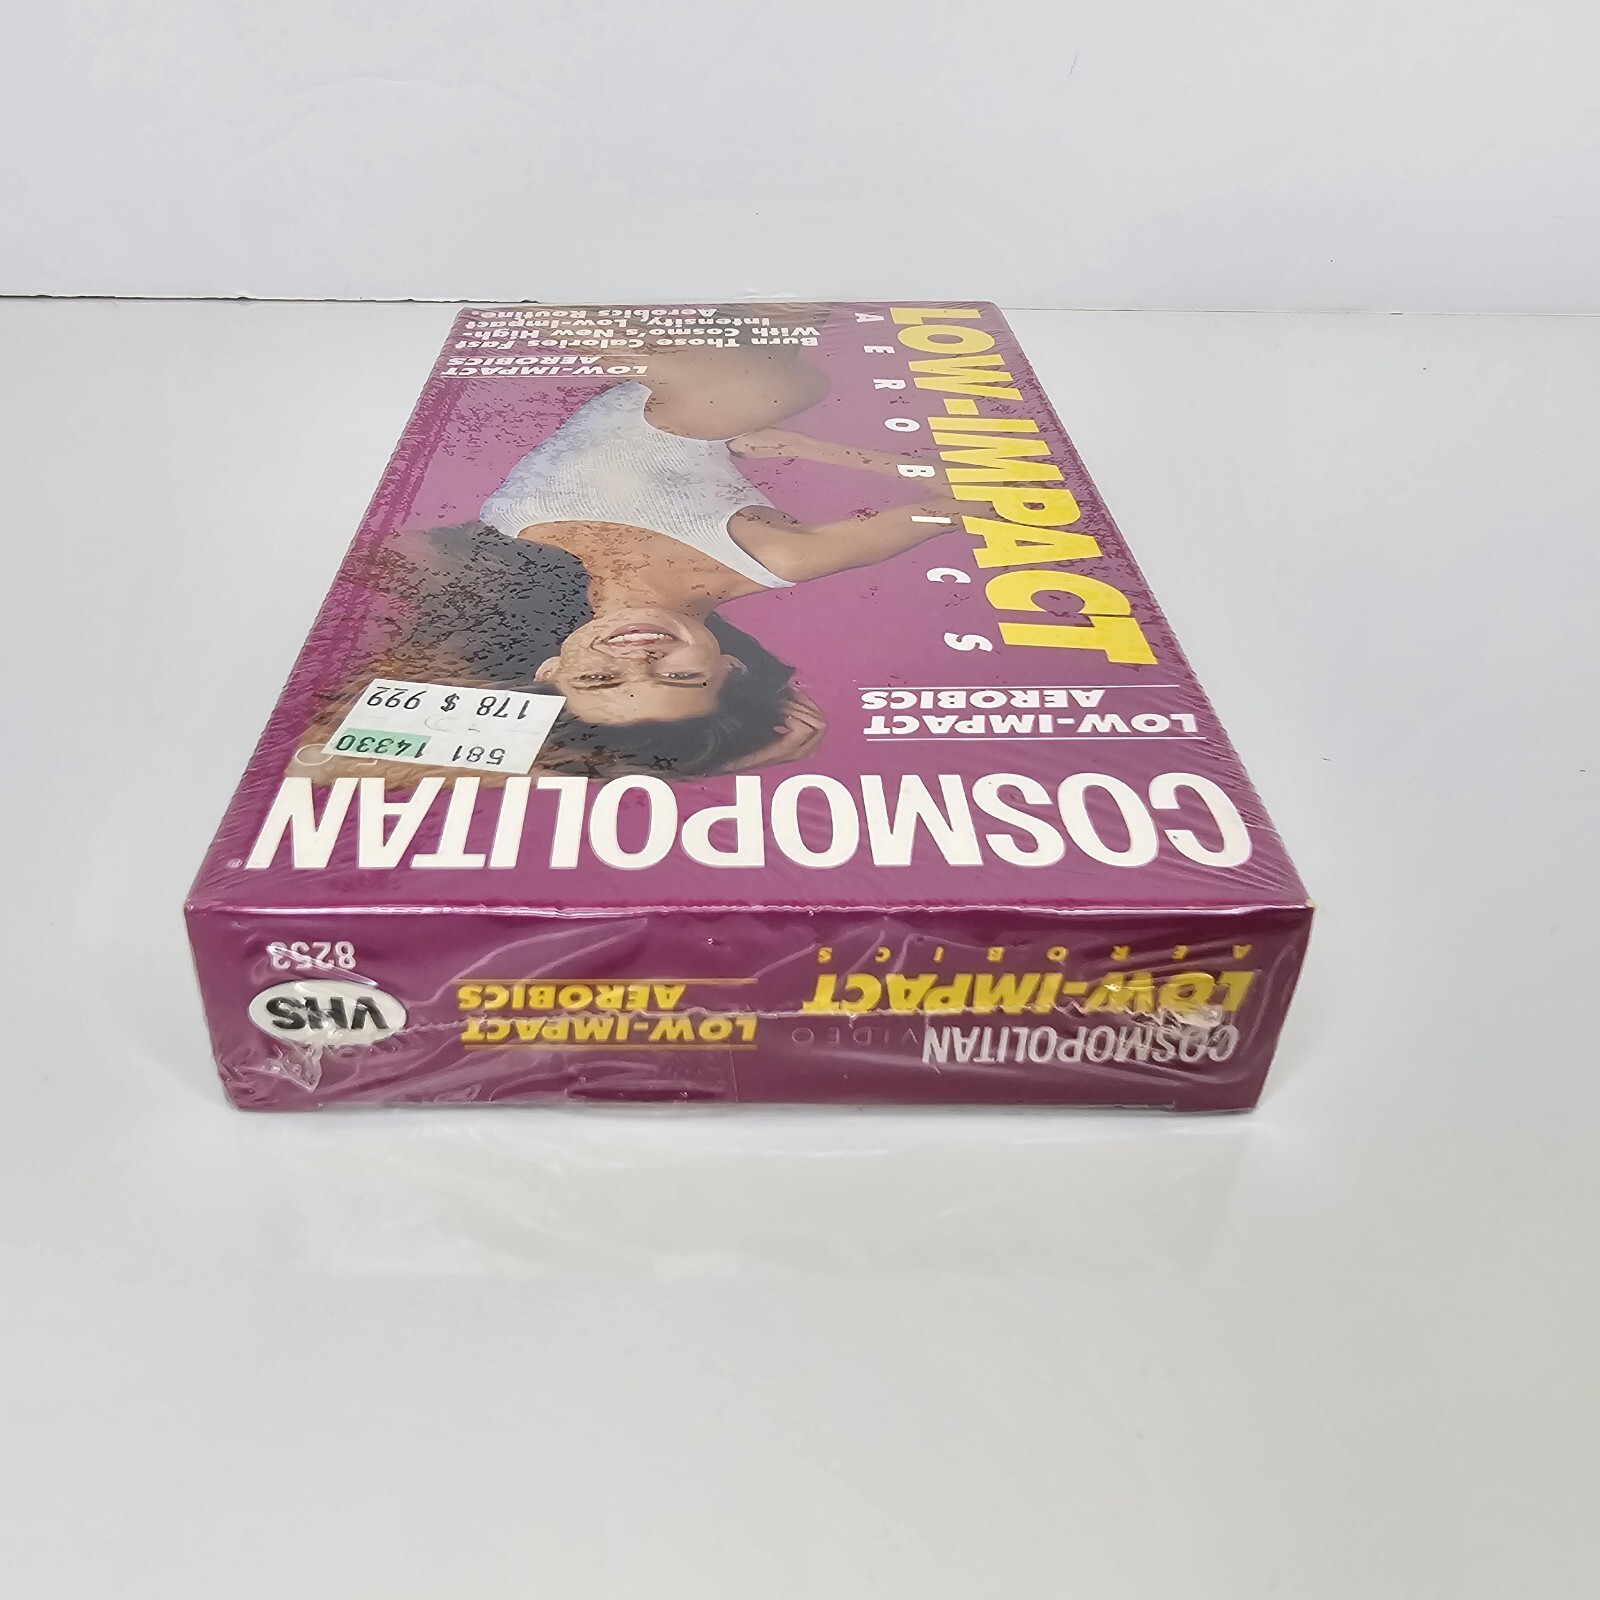 COSMOPOLITAN
LOW-IMPACT
AEROBICS
LOW-IMPACT
AEROBICS
581 14330
178 $ 922
LOW-IMPACT
AEROBICS
Burn Those Calories Fast
With Cosmo's New High-
Intensity Low-Impact
Aerobics Routine.
COSMOPOLITAN VIDEO
LOW-IMPACT
AEROBICS
LOW-IMPACT
AEROBICS
VHS
8253